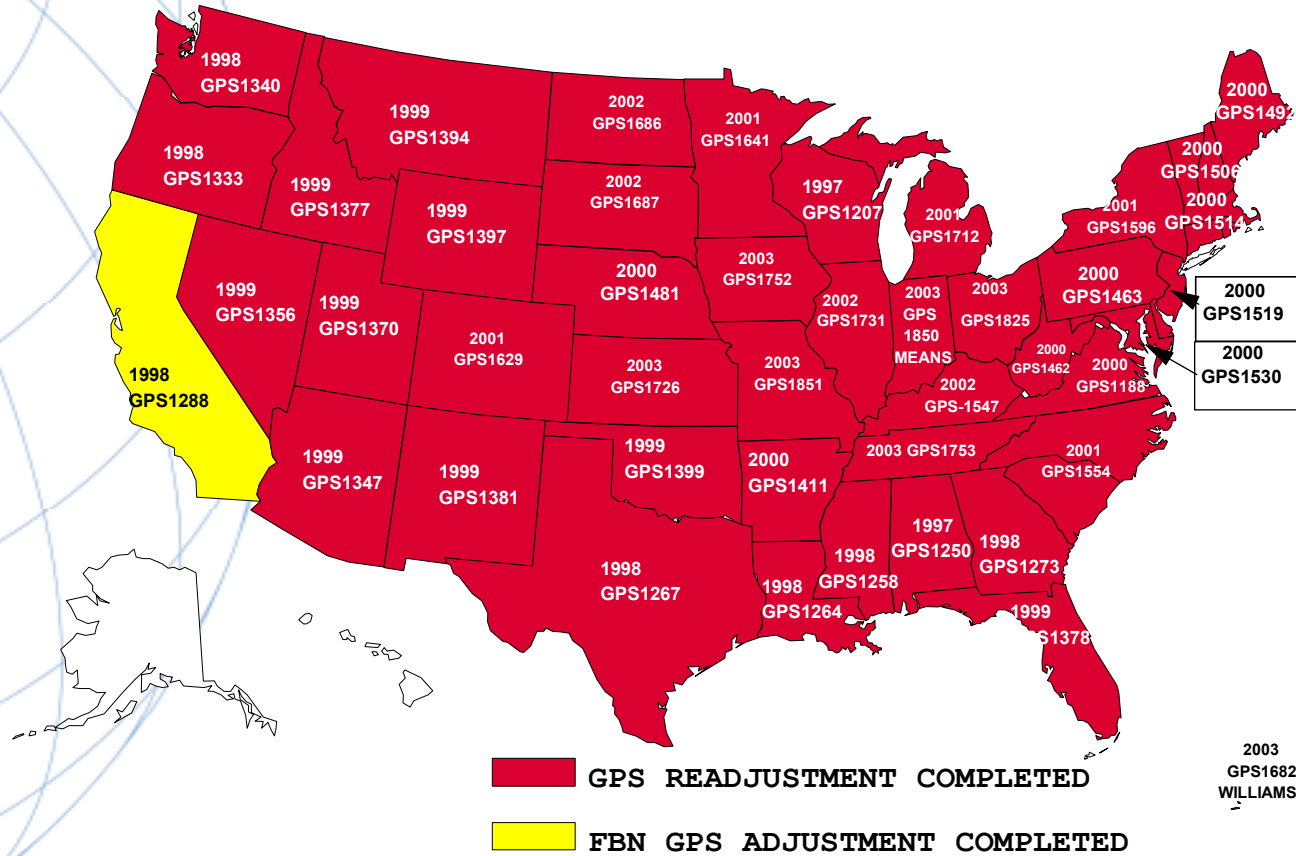 1998
GPS1340
1998
GPS1333
1999
GPS1394
1999
GPS1377
1999
GPS1397
2002
GPS1686
2002
GPS1687
2001
GPS1641
1997
GPS1207
2001
GPS1712
2000
GPS1492
2000
GPS1506
2000
GPS1514
2001
GPS1596
2000
GPS1463
2000
GPS1519
2000
GPS1530
1998
GPS1288
1999
GPS1356
1999
GPS1370
2001
GPS1629
2000
GPS1481
2003
GPS1752
2002
GPS1731
2003
GPS
1850
MEANS
2003
GPS1825
2000
GPS1462
2000
GPS1188
2003
GPS1726
2003
GPS1851
2002
GPS-1547
2003 GPS1753
2001
GPS1554
1999
GPS1347
1999
GPS1381
1999
GPS1399
2000
GPS1411
1998
GPS1267
1998
GPS1264
1998
GPS1258
1997
GPS1250
1998
GPS1273
1999
S1378
2003
GPS1682
WILLIAMS
GPS READJUSTMENT COMPLETED
FBN GPS ADJUSTMENT COMPLETED